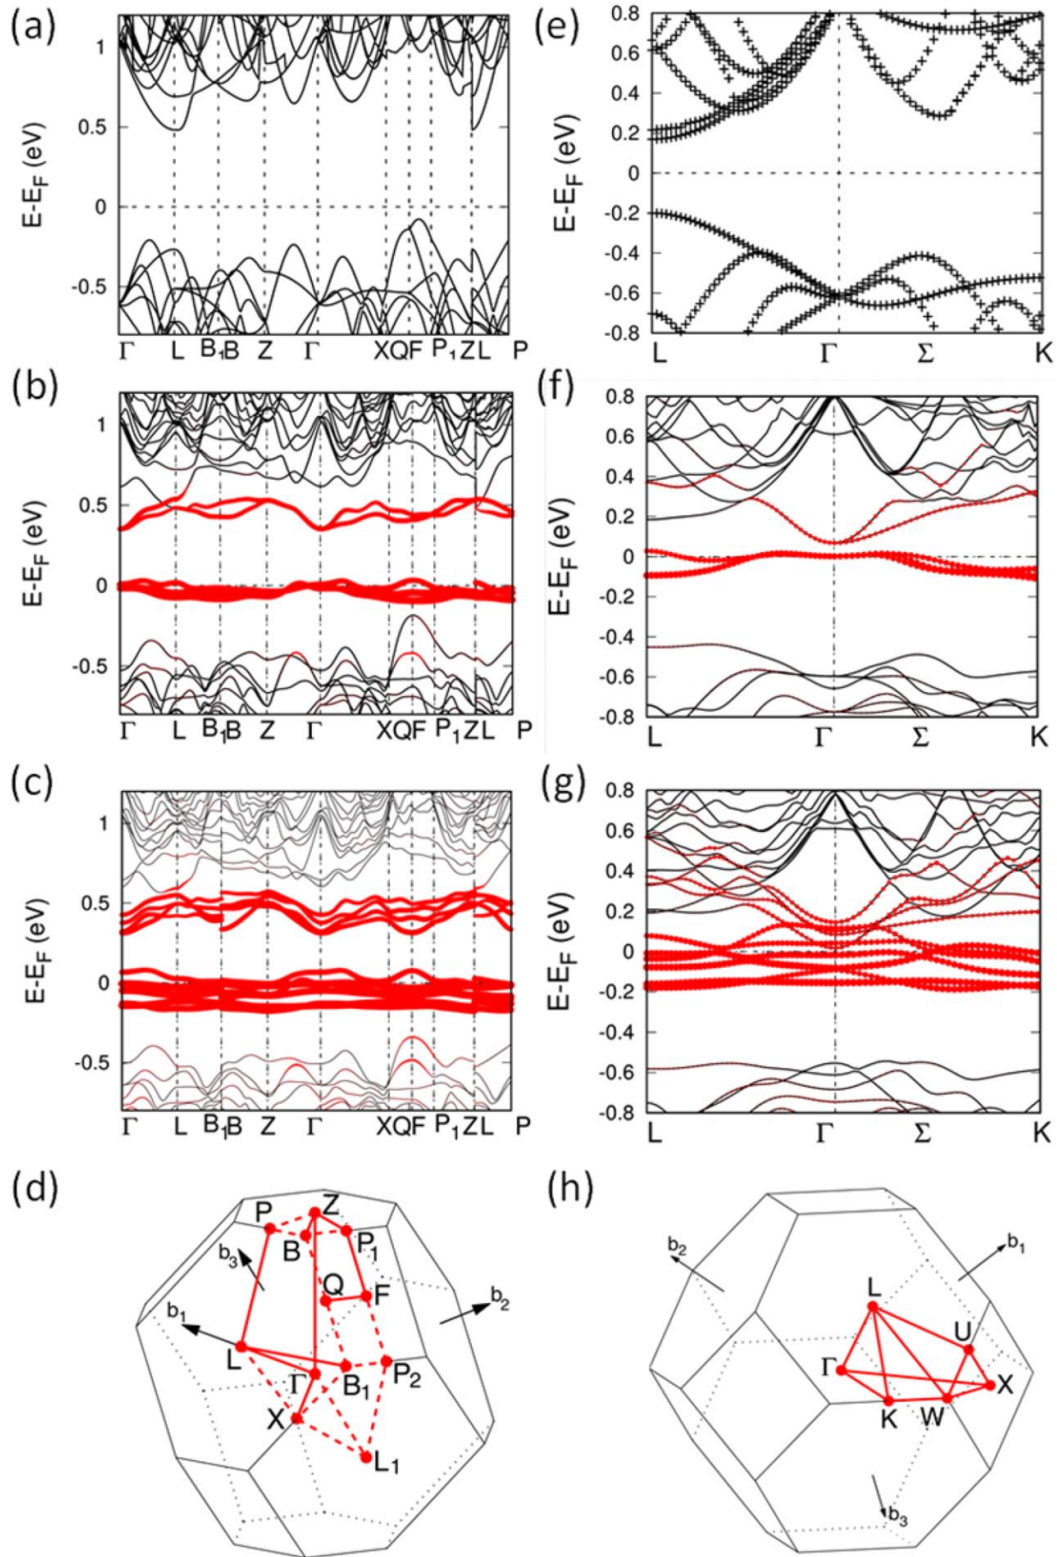 (a)
E-E_F (eV)
1
0.5
0
-0.5
Γ L B₁B Z Γ XQF P₁ZL P
(e)
E-E_F (eV)
0.8
0.6
0.4
0.2
0
-0.2
-0.4
-0.6
-0.8
L Γ Σ K
(b)
E-E_F (eV)
1
0.5
0
-0.5
Γ L B₁B Z Γ XQF P₁ZL P
(f)
E-E_F (eV)
0.8
0.6
0.4
0.2
0
-0.2
-0.4
-0.6
-0.8
L Γ Σ K
(c)
E-E_F (eV)
1
0.5
0
-0.5
Γ L B₁B Z Γ XQF P₁ZL P
(g)
E-E_F (eV)
0.8
0.6
0.4
0.2
0
-0.2
-0.4
-0.6
-0.8
L Γ Σ K
(d)
Z
P
B
P₁
b₃
Q
F
b₂
b₁
L
Γ
B₁
P₂
X
L₁
(h)
b₂
b₁
L
U
Γ
X
K
W
b₃